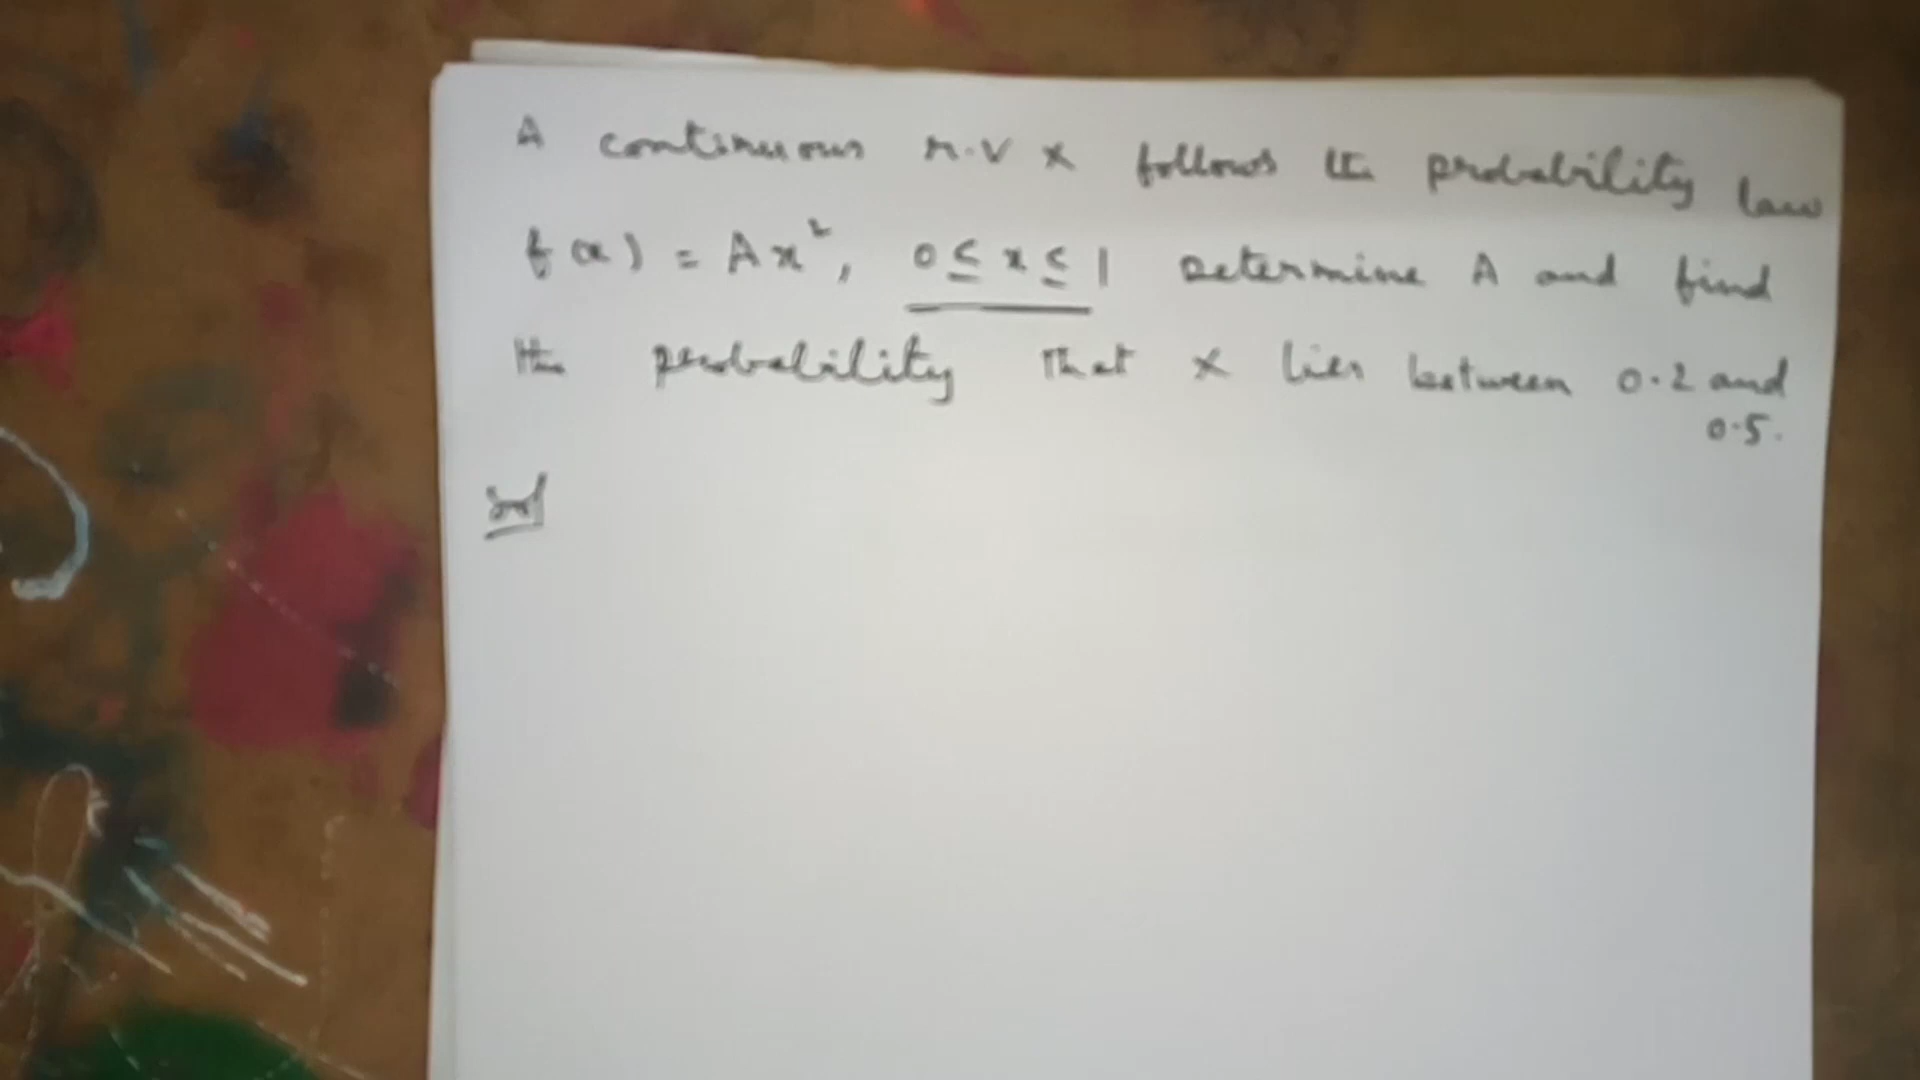 A continuous r.v X follows the probability law
f(x) = Ax², 0 ≤ x ≤ 1 Determine A and find
the probability that X lies between 0.2 and
0.5.
Sol